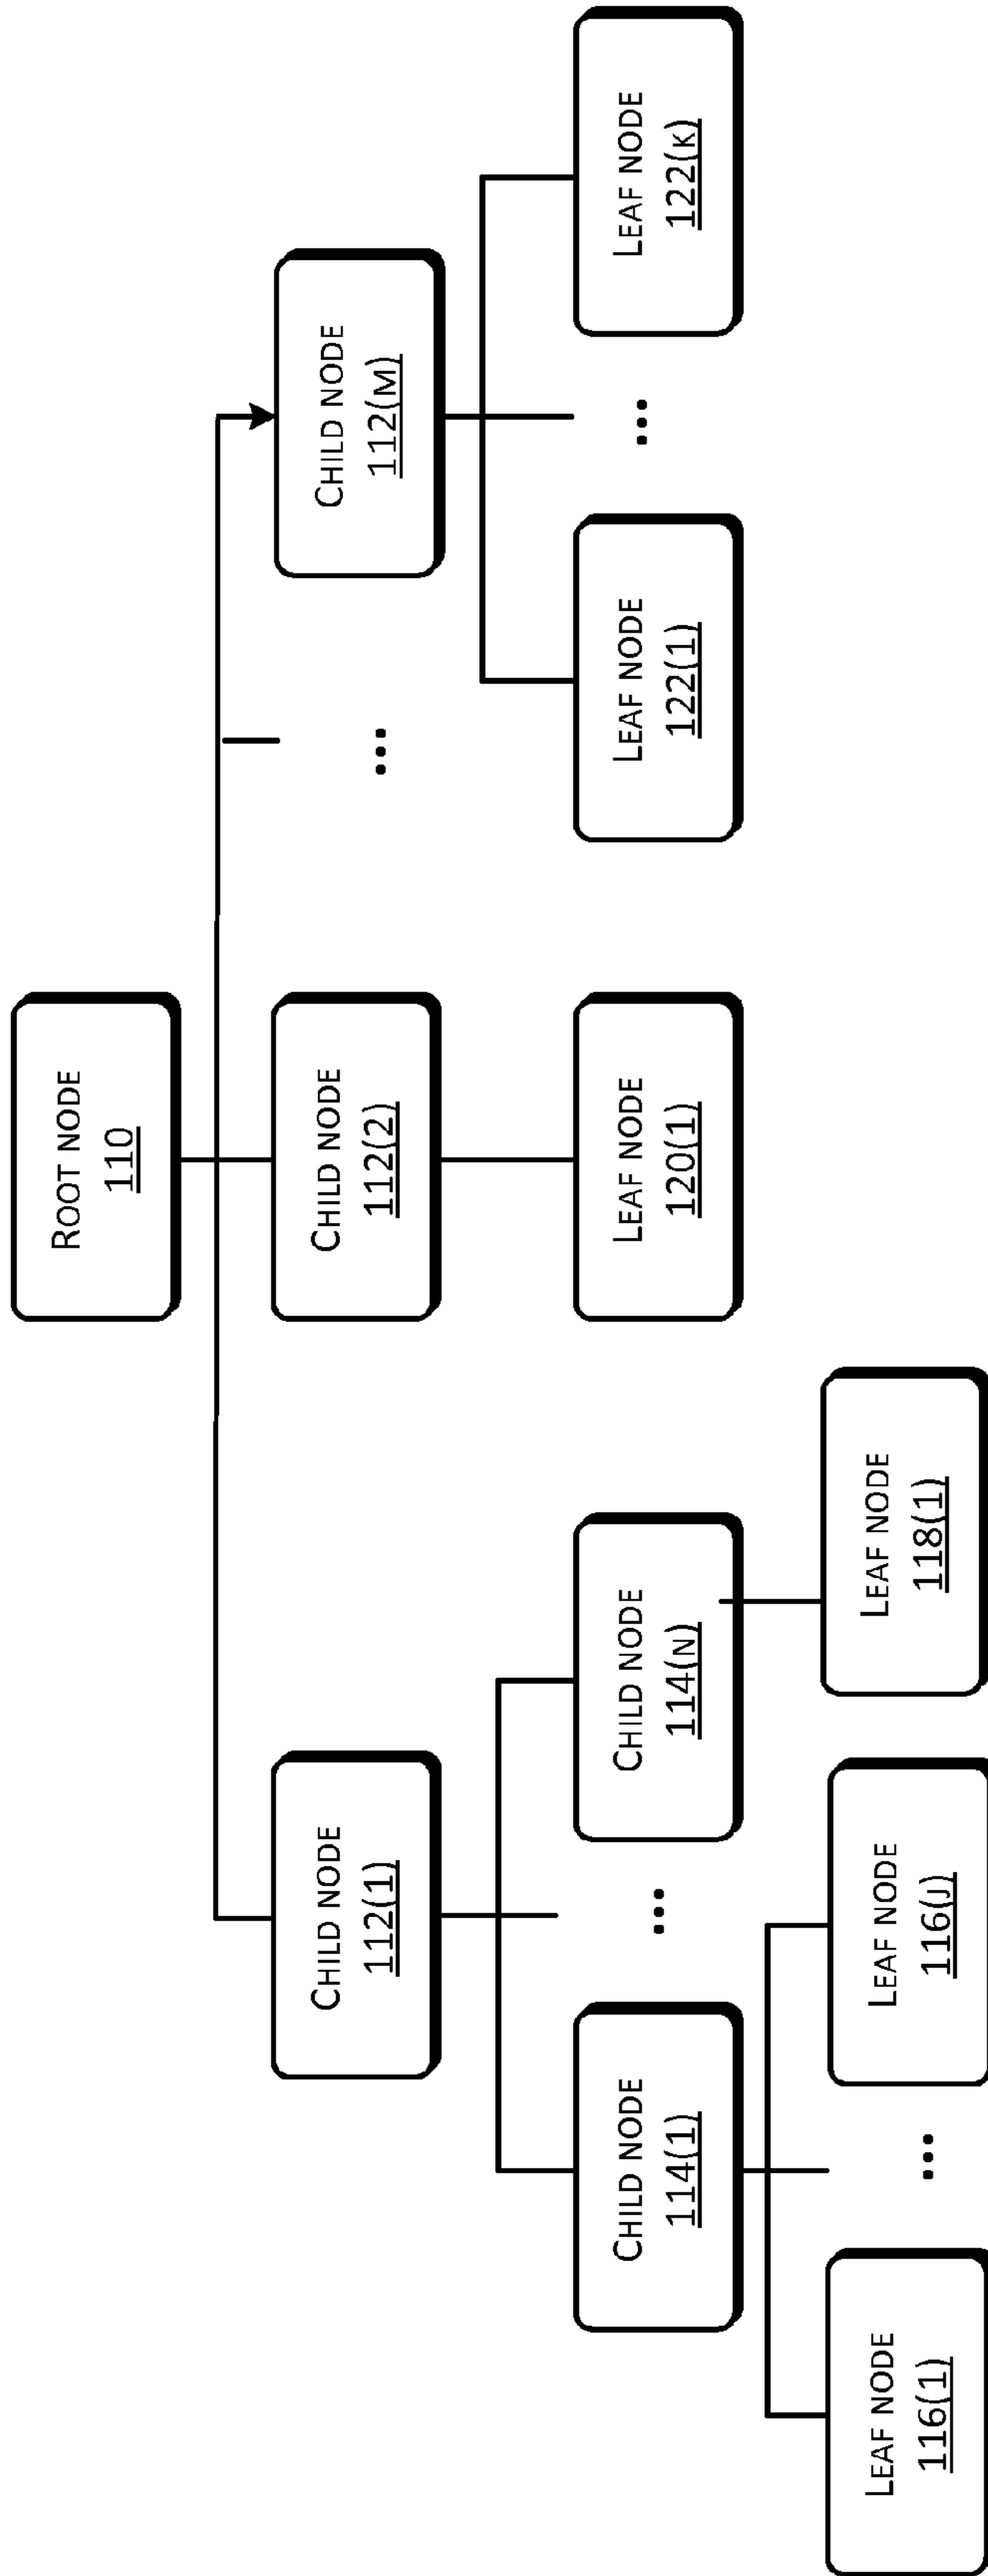 ROOT NODE
110
CHILD NODE
112(1)
CHILD NODE
112(2)
...
CHILD NODE
112(M)
CHILD NODE
114(1)
...
CHILD NODE
114(N)
LEAF NODE
120(1)
LEAF NODE
122(1)
...
LEAF NODE
122(K)
LEAF NODE
116(1)
...
LEAF NODE
116(J)
LEAF NODE
118(1)